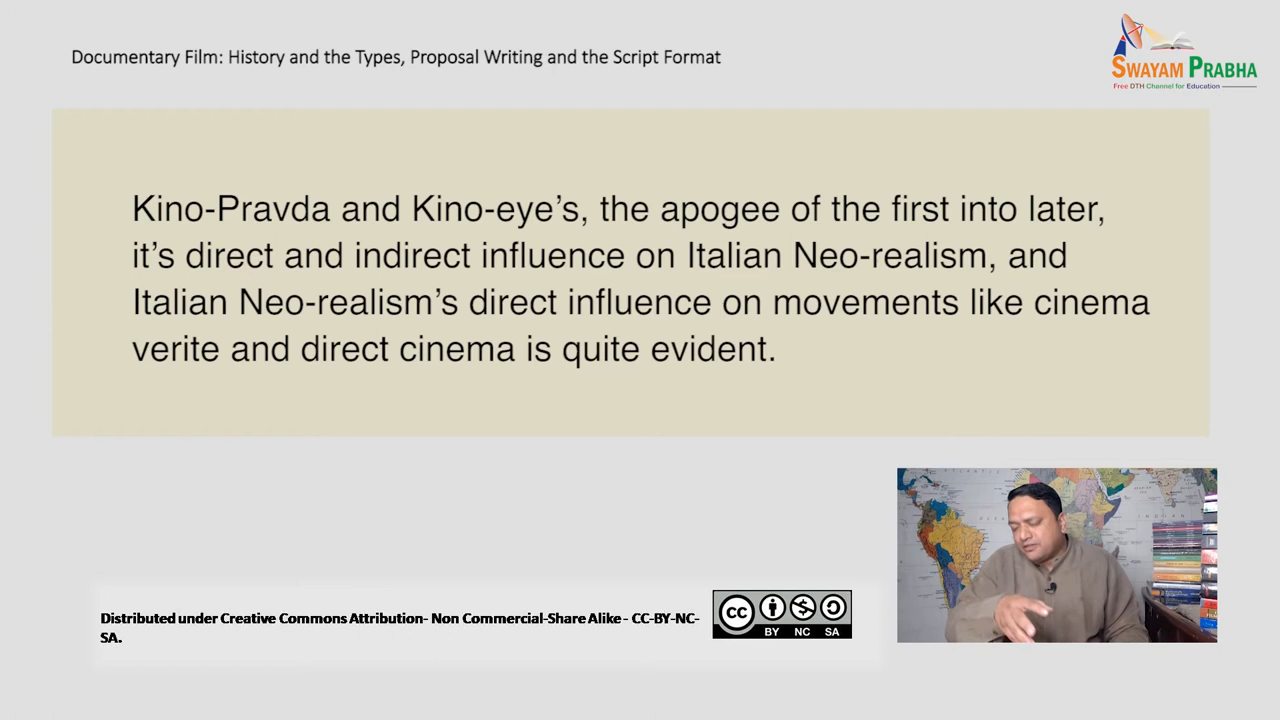 Documentary Film: History and the Types, Proposal Writing and the Script Format
SWAYAM PRABHA
Free DTH Channel for Education
Kino-Pravda and Kino-eye’s, the apogee of the first into later,
it’s direct and indirect influence on Italian Neo-realism, and
Italian Neo-realism’s direct influence on movements like cinema
verite and direct cinema is quite evident.
Distributed under Creative Commons Attribution- Non Commercial-Share Alike - CC-BY-NC-
SA.
cc
BY NC SA